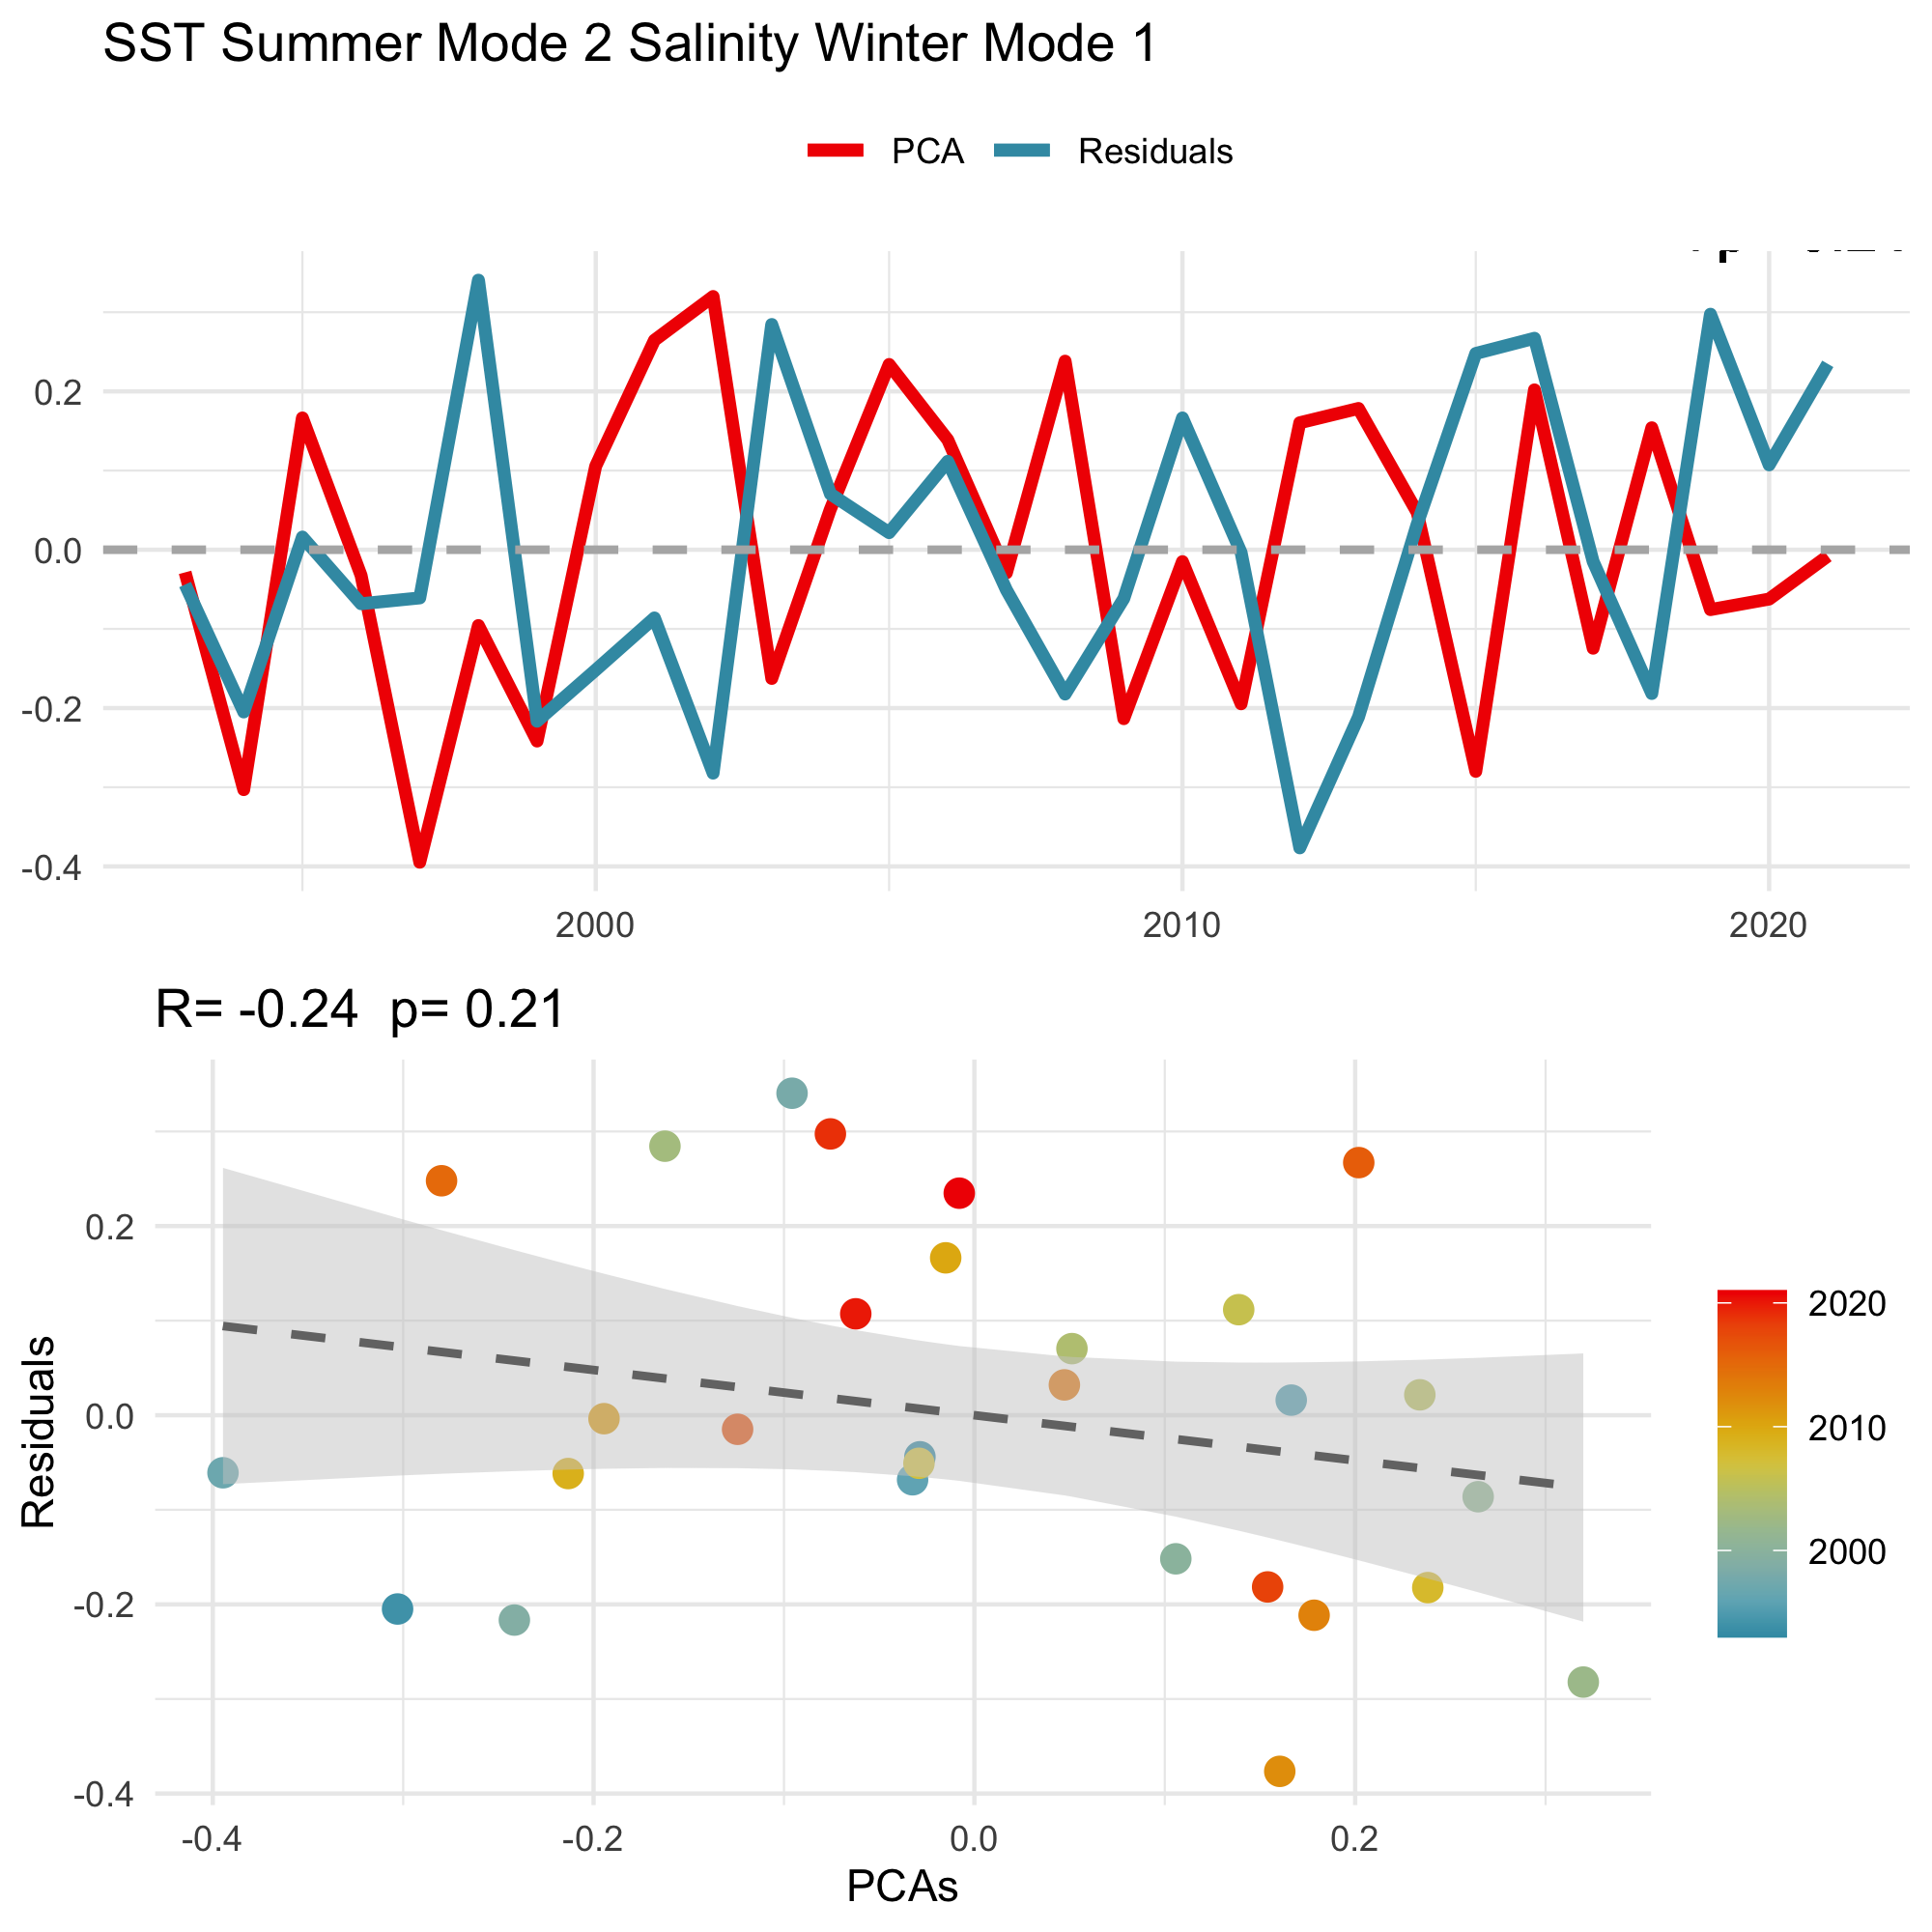 SST Summer Mode 2 Salinity Winter Mode 1
PCA Residuals
0.2
0.0
-0.2
-0.4
2000 2010 2020
R= -0.24 p= 0.21
Residuals
0.2
0.0
-0.2
-0.4
-0.4 -0.2 0.0 0.2
PCAs
2020
2010
2000